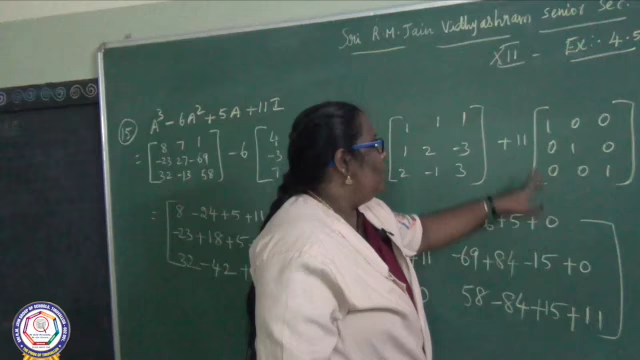 Sri R.M. Jain Vidhyashram Senior Sec.
XII - Ex:- 4.5
15) A³ - 6A² + 5A + 11I
[8 7 1] - 6 [4 [1 1 1] + 11 [1 0 0]
[-23 27 -69] [-3 [1 2 -3] [0 1 0]
[32 -13 58] [7 [2 -1 3] [0 0 1]
= [8 - 24 + 5 + 11 + 5 + 0
-23 + 18 + 5 -69 + 84 - 15 + 0
32 - 42 + 58 - 84 + 15 + 11]